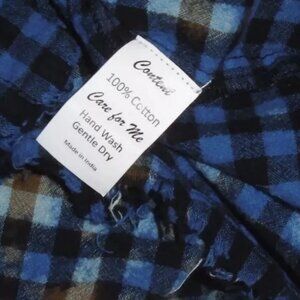 Content
100% Cotton
Care for Me
Hand Wash
Gentle Dry
Made in India